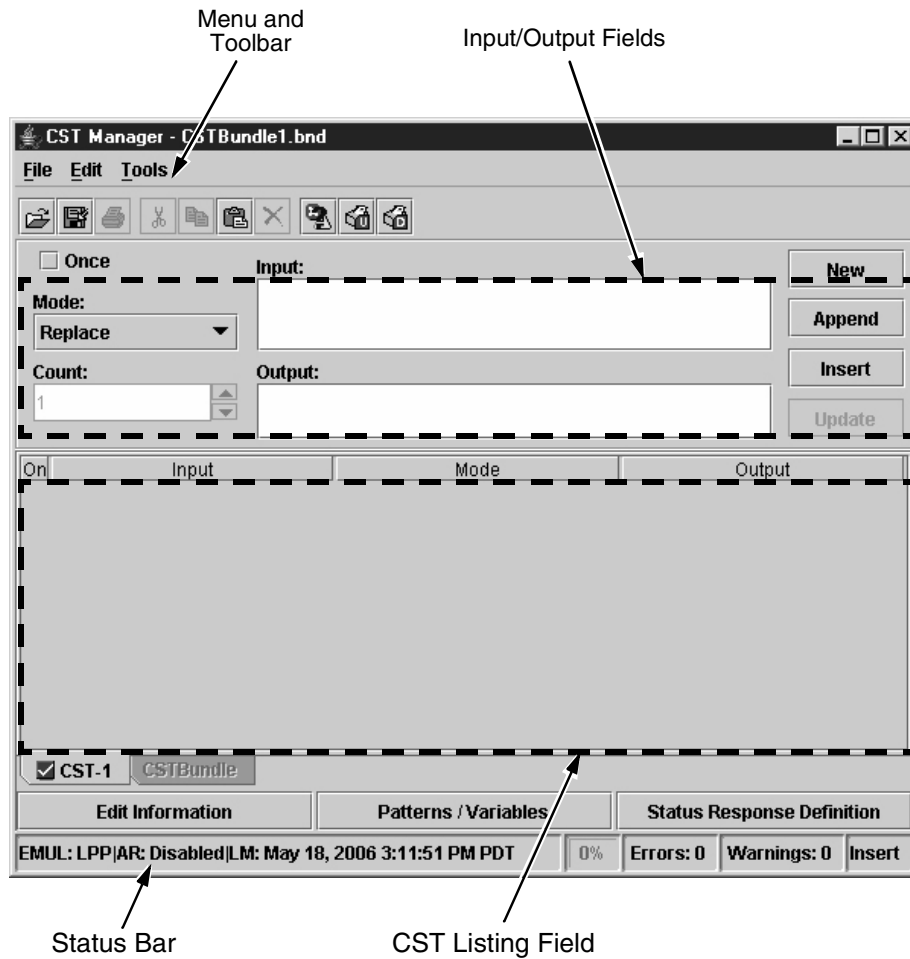 Menu and
Toolbar
Input/Output Fields
CST Manager - CSTBundle1.bnd
File Edit Tools
Once
Input:
New
Mode:
Replace
Append
Count:
Output:
Insert
1
Update
On Input Mode Output
CST-1 CSTBundle
Edit Information Patterns / Variables Status Response Definition
EMUL: LPP|AR: Disabled|LM: May 18, 2006 3:11:51 PM PDT 0% Errors: 0 Warnings: 0 Insert
Status Bar
CST Listing Field